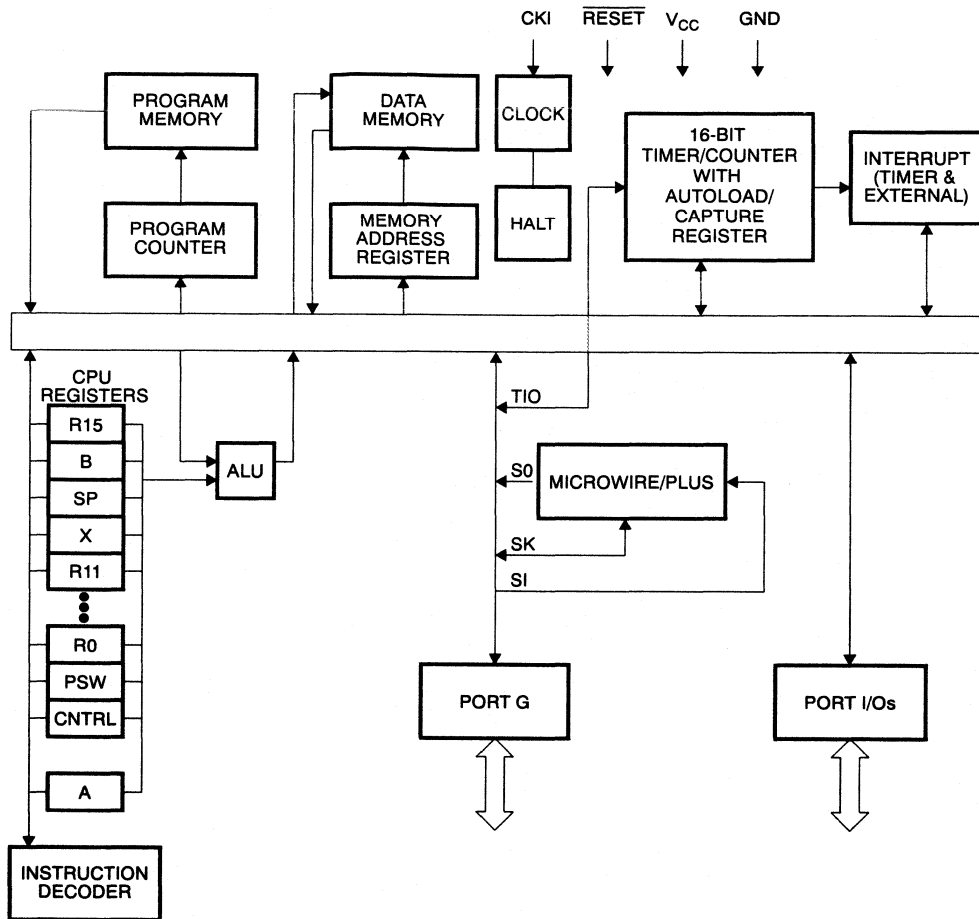 CKI
RESET
VCC
GND
PROGRAM
MEMORY
DATA
MEMORY
CLOCK
16-BIT
TIMER/COUNTER
WITH
AUTOLOAD/
CAPTURE
REGISTER
INTERRUPT
(TIMER &
EXTERNAL)
PROGRAM
COUNTER
MEMORY
ADDRESS
REGISTER
HALT
CPU
REGISTERS
R15
B
SP
X
R11
R0
PSW
CNTRL
A
ALU
TIO
S0
MICROWIRE/PLUS
SK
SI
PORT G
PORT I/Os
INSTRUCTION
DECODER